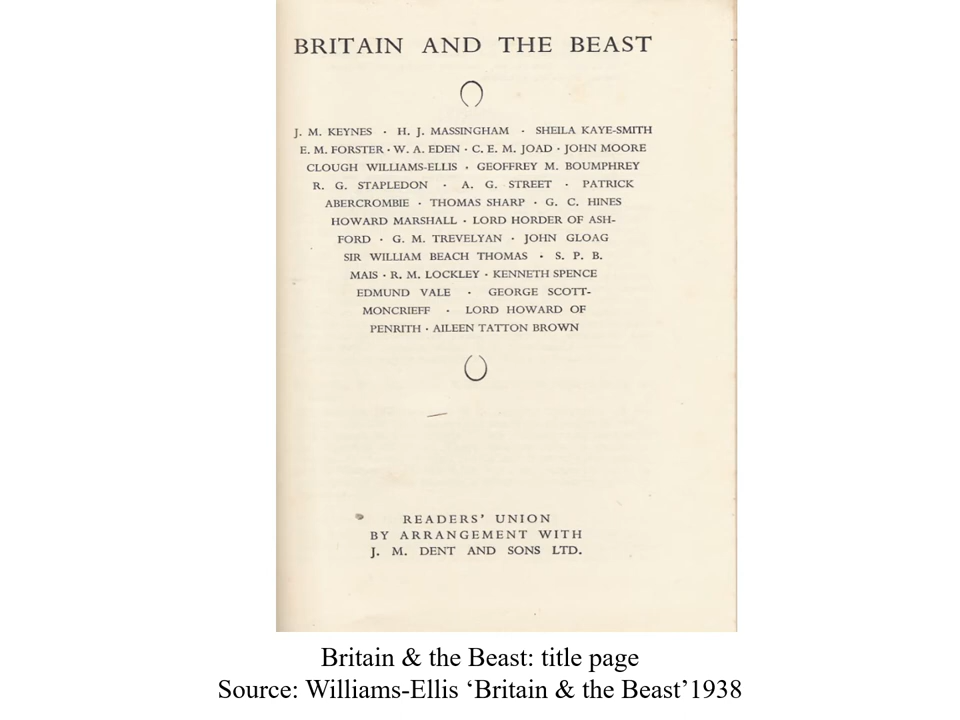 BRITAIN AND THE BEAST
J. M. KEYNES · H. J. MASSINGHAM · SHEILA KAYE-SMITH
E. M. FORSTER · W. A. EDEN · C. E. M. JOAD · JOHN MOORE
CLOUGH WILLIAMS-ELLIS · GEOFFREY M. BOUMPHREY
R. G. STAPLEDON · A. G. STREET · PATRICK
ABERCROMBIE · THOMAS SHARP · G. C. HINES
HOWARD MARSHALL · LORD HORDER OF ASH-
FORD · G. M. TREVELYAN · JOHN GLOAG
SIR WILLIAM BEACH THOMAS · S. P. B.
MAIS · R. M. LOCKLEY · KENNETH SPENCE
EDMUND VALE · GEORGE SCOTT-
MONCRIEFF · LORD HOWARD OF
PENRITH · AILEEN TATTON BROWN
READERS' UNION
BY ARRANGEMENT WITH
J. M. DENT AND SONS LTD.
Britain & the Beast: title page
Source: Williams-Ellis ‘Britain & the Beast’1938